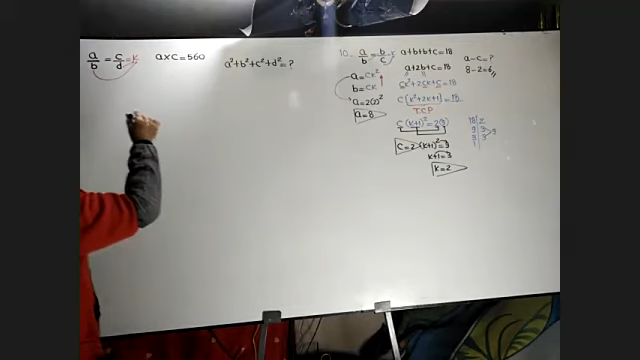 a/b = c/d = k
a×c=560
a²+b²+c²+d²=?
10.- a/b = b/c = k
a+b+b+c=18
a+2b+c=18
a-c=?
8-2=6
a=ck²
b=ck
a=2(2)²
a=8
ck²+2ck+c=18
c(k²+2k+1)=18
T.C.P
c(k+1)²=2(3)²
c=2
(k+1)²=3²
k+1=3
k=2
18 2
9 3
3 3
1